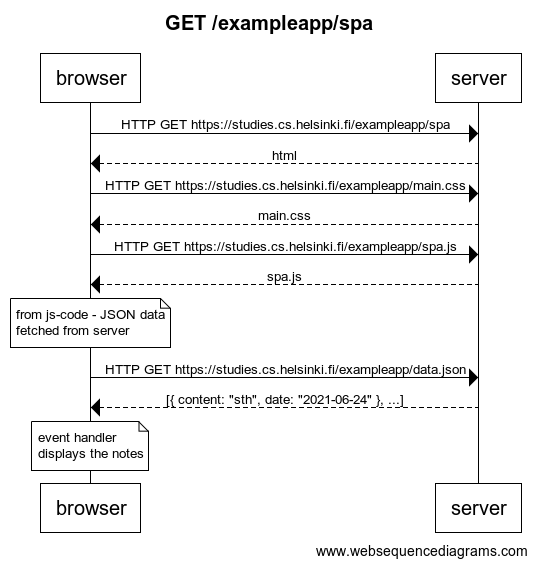 GET /exampleapp/spa
browser
server
HTTP GET https://studies.cs.helsinki.fi/exampleapp/spa
html
HTTP GET https://studies.cs.helsinki.fi/exampleapp/main.css
main.css
HTTP GET https://studies.cs.helsinki.fi/exampleapp/spa.js
spa.js
from js-code - JSON data
fetched from server
HTTP GET https://studies.cs.helsinki.fi/exampleapp/data.json
[{ content: "sth", date: "2021-06-24" }, ...]
event handler
displays the notes
browser
server
www.websequencediagrams.com